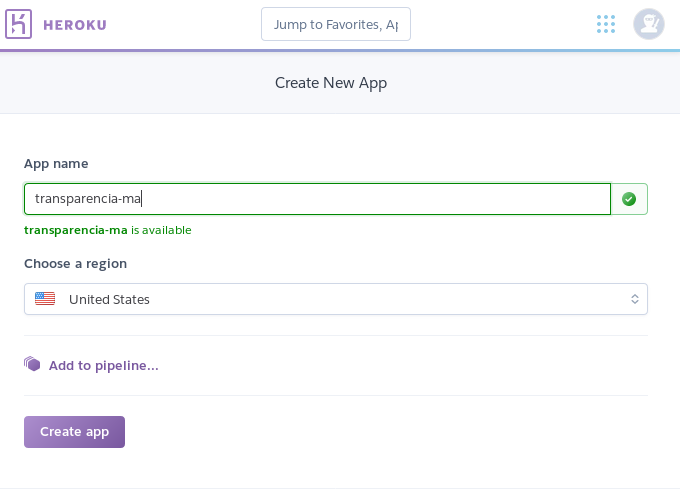 HEROKU
Jump to Favorites, Ap
Create New App
App name
transparencia-ma
transparencia-ma is available
Choose a region
United States
Add to pipeline...
Create app